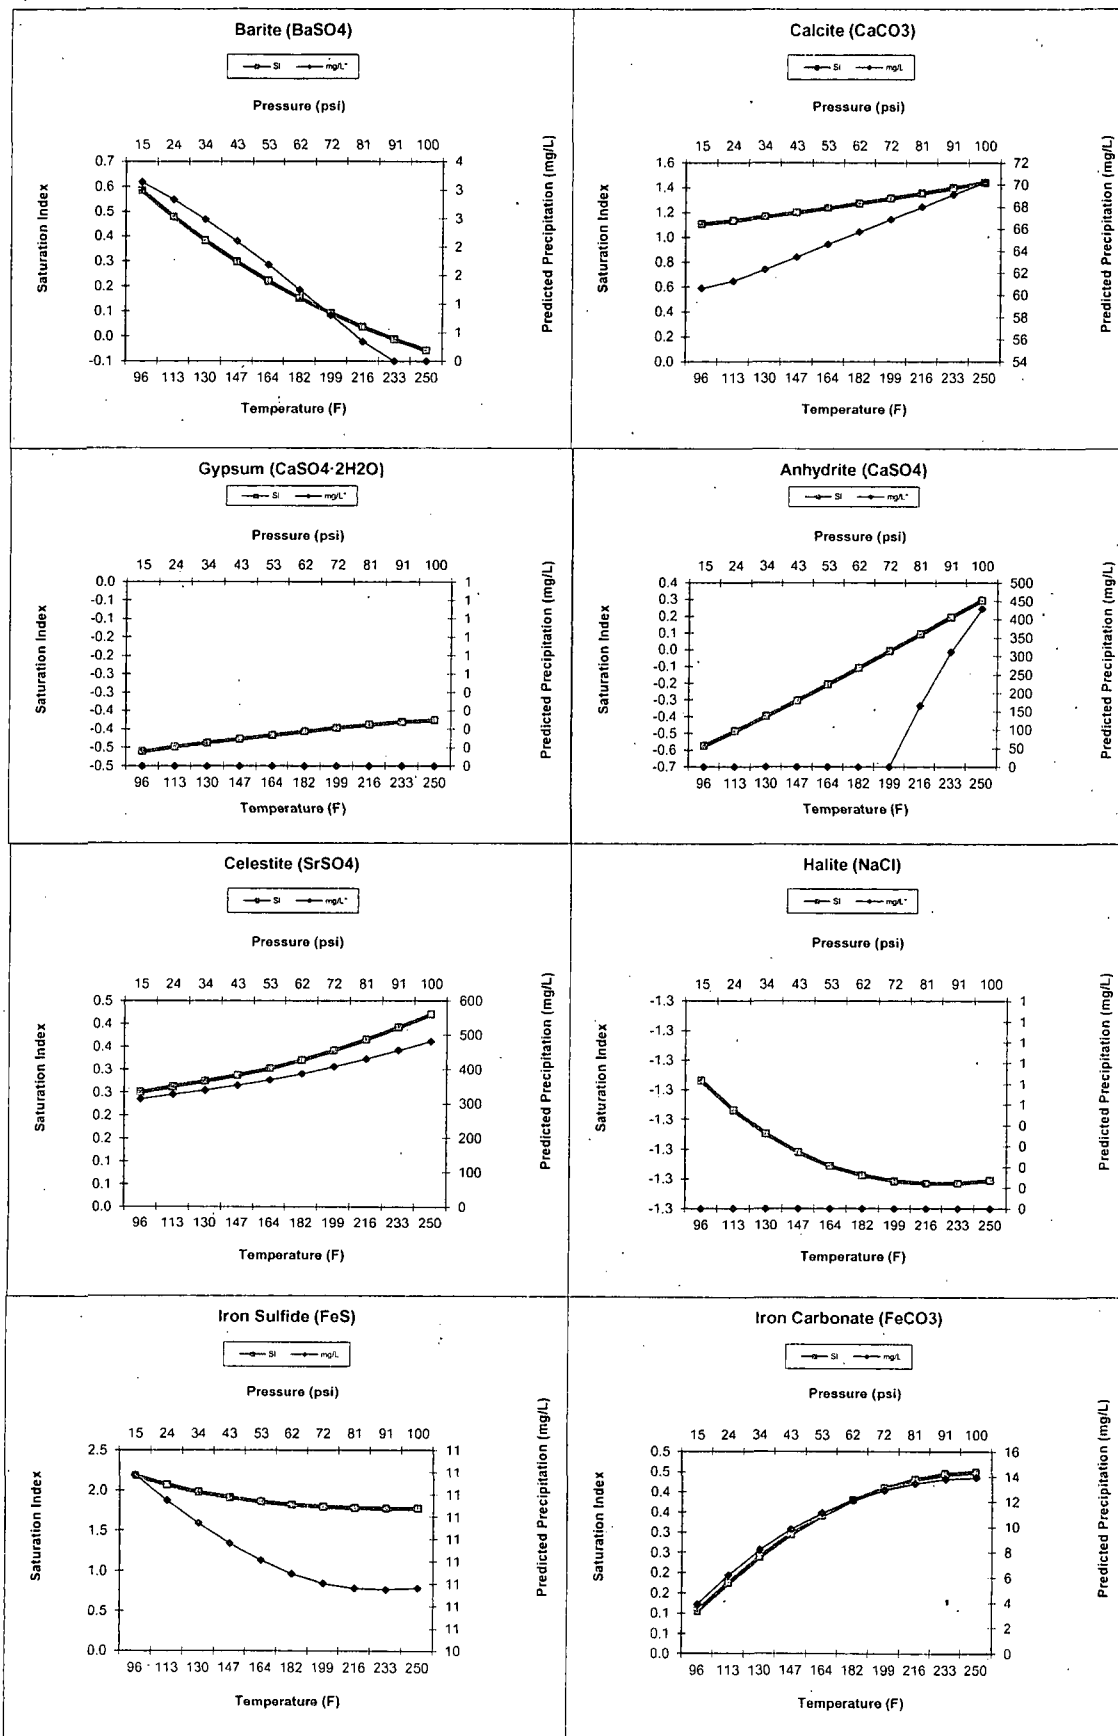 Barite (BaSO4)
SI mg/L*
Pressure (psi)
15 24 34 43 53 62 72 81 91 100
Saturation Index
0.7
0.6
0.5
0.4
0.3
0.2
0.1
0.0
-0.1
4
3
3
2
2
1
1
0
Predicted Precipitation (mg/L)
96 113 130 147 164 182 199 216 233 250
Temperature (F)
Calcite (CaCO3)
SI mg/L
Pressure (psi)
15 24 34 43 53 62 72 81 91 100
Saturation Index
1.6
1.4
1.2
1.0
0.8
0.6
0.4
0.2
0.0
72
70
68
66
64
62
60
58
56
54
Predicted Precipitation (mg/L)
96 113 130 147 164 182 199 216 233 250
Temperature (F)
Gypsum (CaSO4·2H2O)
SI mg/L*
Pressure (psi)
15 24 34 43 53 62 72 81 91 100
Saturation Index
0.0
-0.1
-0.1
-0.2
-0.2
-0.3
-0.3
-0.4
-0.4
-0.5
-0.5
1
1
1
1
1
1
0
0
0
0
0
Predicted Precipitation (mg/L)
96 113 130 147 164 182 199 216 233 250
Temperature (F)
Anhydrite (CaSO4)
SI mg/L*
Pressure (psi)
15 24 34 43 53 62 72 81 91 100
Saturation Index
0.4
0.3
0.2
0.1
0.0
-0.1
-0.2
-0.3
-0.4
-0.5
-0.6
-0.7
500
450
400
350
300
250
200
150
100
50
0
Predicted Precipitation (mg/L)
96 113 130 147 164 182 199 216 233 250
Temperature (F)
Celestite (SrSO4)
SI mg/L*
Pressure (psi)
15 24 34 43 53 62 72 81 91 100
Saturation Index
0.5
0.4
0.4
0.3
0.3
0.2
0.2
0.1
0.1
0.0
600
500
400
300
200
100
0
Predicted Precipitation (mg/L)
96 113 130 147 164 182 199 216 233 250
Temperature (F)
Halite (NaCl)
SI mg/L*
Pressure (psi)
15 24 34 43 53 62 72 81 91 100
Saturation Index
-1.3
-1.3
-1.3
-1.3
-1.3
-1.3
-1.3
-1.3
1
1
1
1
1
1
0
0
0
0
0
Predicted Precipitation (mg/L)
96 113 130 147 164 182 199 216 233 250
Temperature (F)
Iron Sulfide (FeS)
SI mg/L
Pressure (psi)
15 24 34 43 53 62 72 81 91 100
Saturation Index
2.5
2.0
1.5
1.0
0.5
0.0
11
11
11
11
11
11
11
11
11
10
Predicted Precipitation (mg/L)
96 113 130 147 164 182 199 216 233 250
Temperature (F)
Iron Carbonate (FeCO3)
SI mg/L
Pressure (psi)
15 24 34 43 53 62 72 81 91 100
Saturation Index
0.5
0.5
0.4
0.4
0.3
0.3
0.2
0.2
0.1
0.1
0.0
16
14
12
10
8
6
4
2
0
Predicted Precipitation (mg/L)
96 113 130 147 164 182 199 216 233 250
Temperature (F)